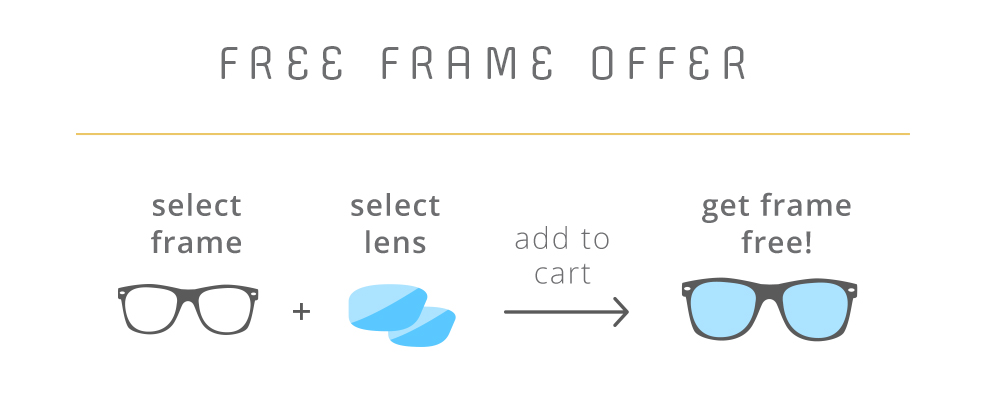 FREE FRAME OFFER
select
frame
+
select
lens
add to
cart
get frame
free!